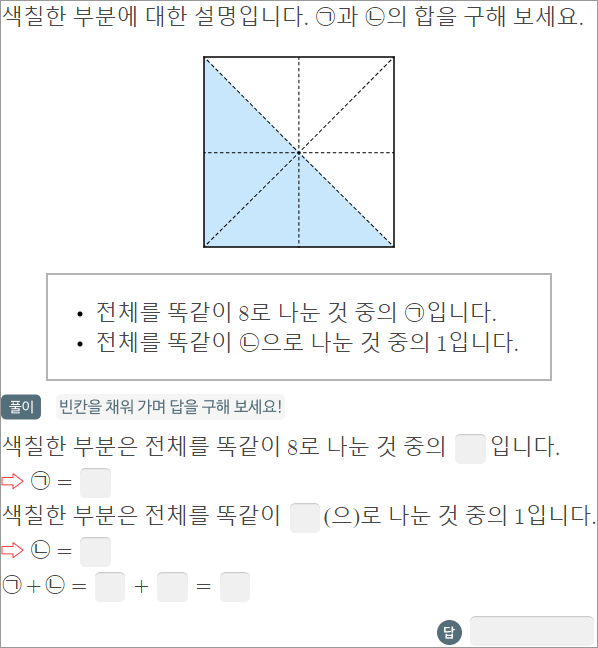 색칠한 부분에 대한 설명입니다. ㉠과 ㉡의 합을 구해 보세요.
• 전체를 똑같이 8로 나눈 것 중의 ㉠입니다.
• 전체를 똑같이 ㉡으로 나눈 것 중의 1입니다.
풀이 빈칸을 채워 가며 답을 구해 보세요!
색칠한 부분은 전체를 똑같이 8로 나눈 것 중의 입니다.
⇨ ㉠ =
색칠한 부분은 전체를 똑같이 (으)로 나눈 것 중의 1입니다.
⇨ ㉡ =
㉠ + ㉡ = + =
답